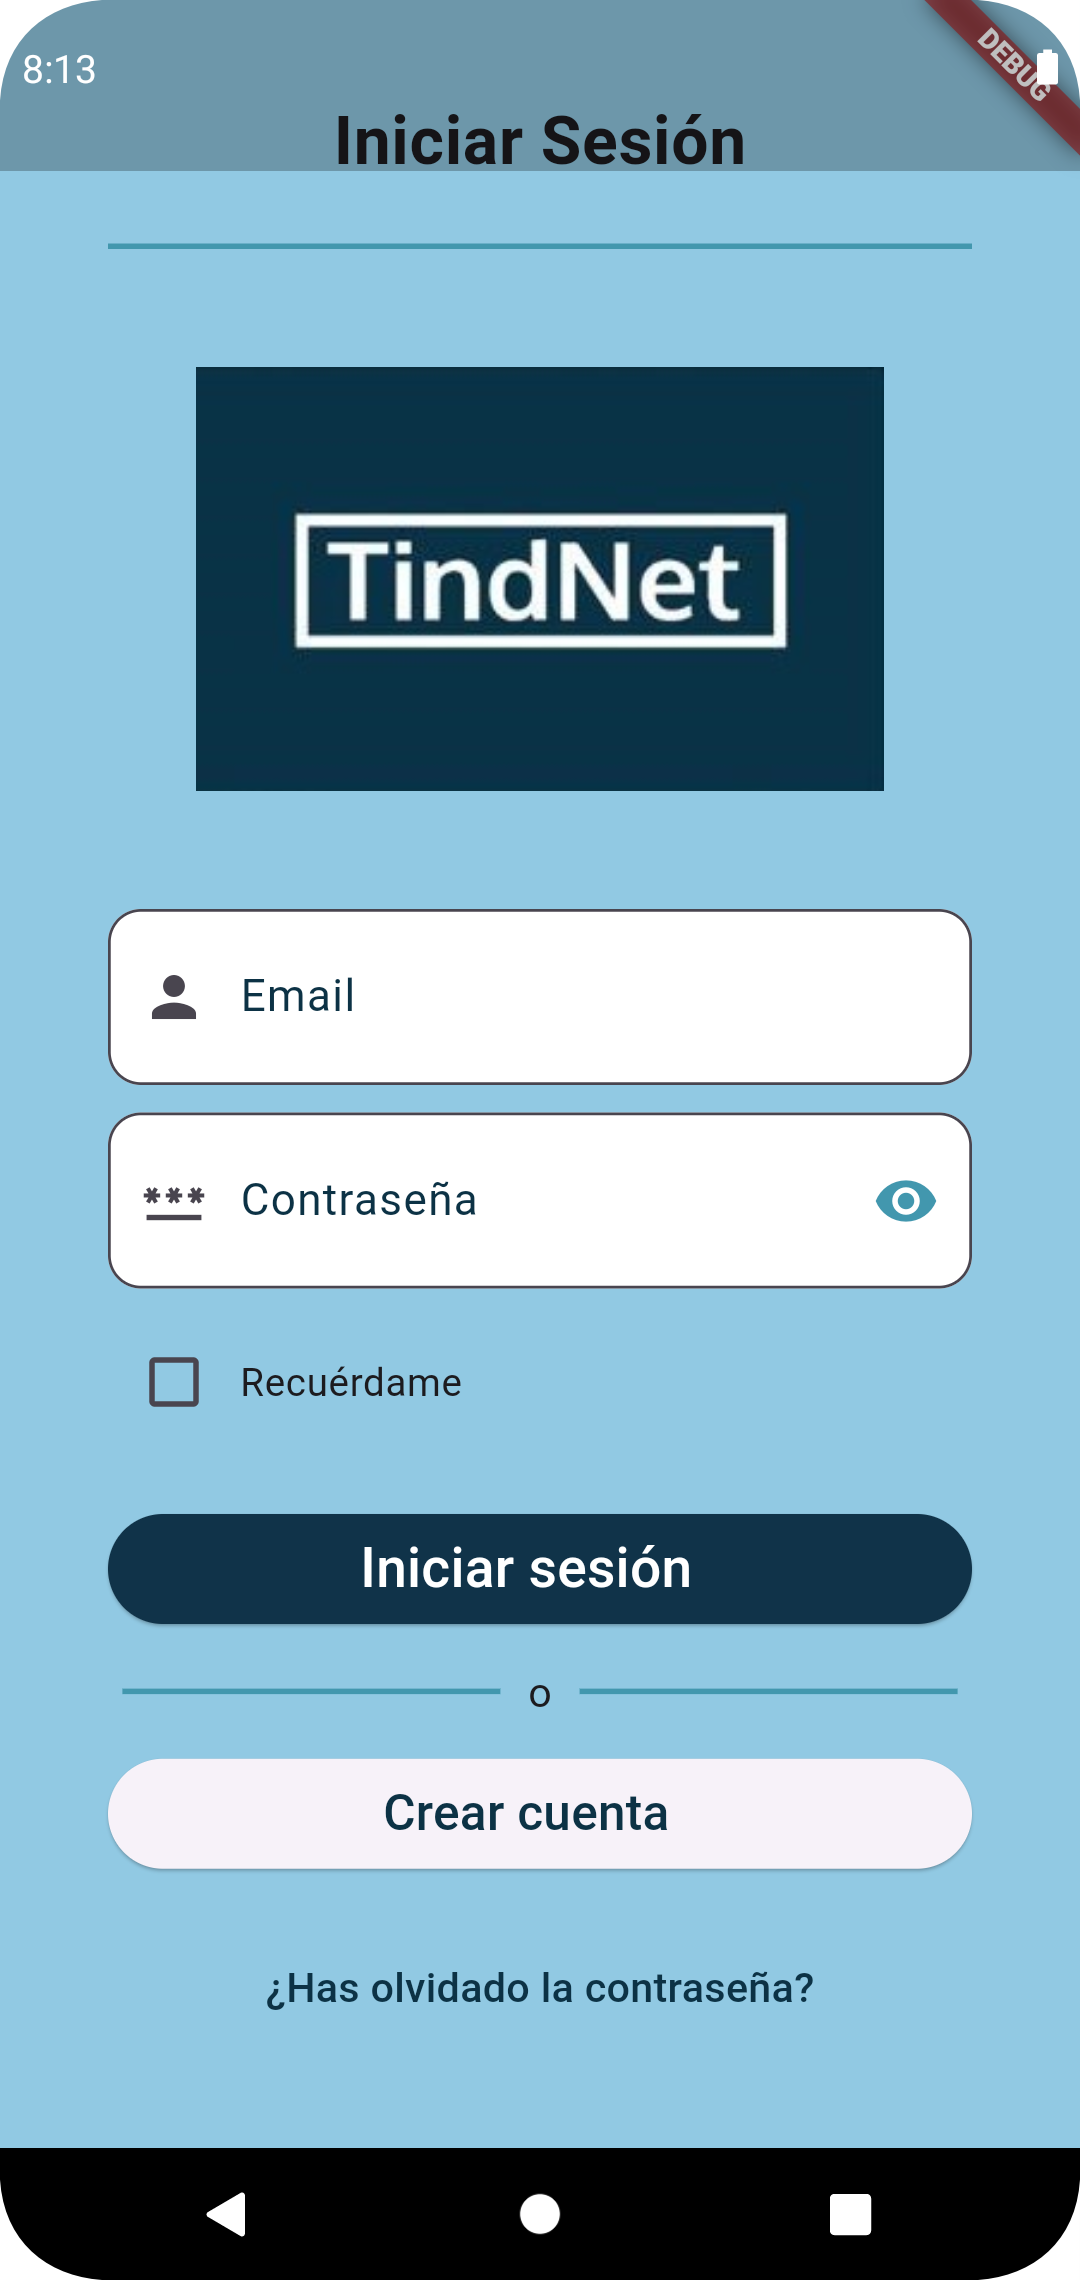 8:13
DEBUG
Iniciar Sesión
TindNet
Email
***
Contraseña
Recuérdame
Iniciar sesión
o
Crear cuenta
¿Has olvidado la contraseña?